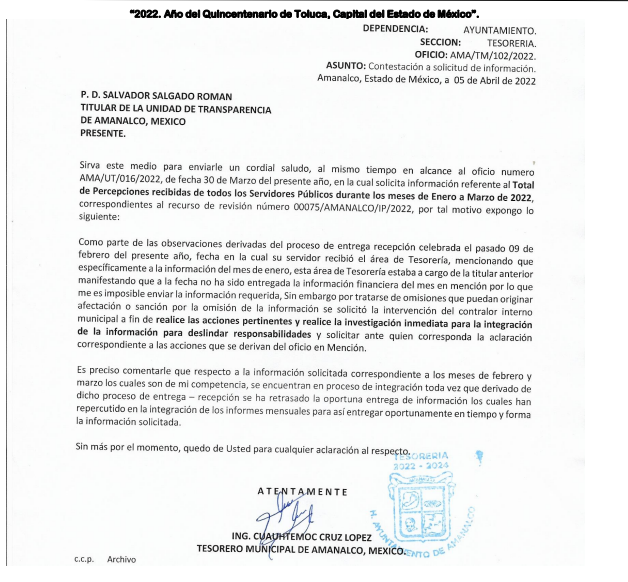 "2022. Año del Quincentenario de Toluca, Capital del Estado de México".
DEPENDENCIA: AYUNTAMIENTO.
SECCION: TESORERIA.
OFICIO: AMA/TM/102/2022.
ASUNTO: Contestación a solicitud de información.
Amanalco, Estado de México, a 05 de Abril de 2022
P. D. SALVADOR SALGADO ROMAN
TITULAR DE LA UNIDAD DE TRANSPARENCIA
DE AMANALCO, MEXICO
PRESENTE.
Sirva este medio para enviarle un cordial saludo, al mismo tiempo en alcance al oficio numero
AMA/UT/016/2022, de fecha 30 de Marzo del presente año, en la cual solicita información referente al Total
de Percepciones recibidas de todos los Servidores Públicos durante los meses de Enero a Marzo de 2022,
correspondientes al recurso de revisión número 00075/AMANALCO/IP/2022, por tal motivo expongo lo
siguiente:
Como parte de las observaciones derivadas del proceso de entrega recepción celebrada el pasado 09 de
febrero del presente año, fecha en la cual su servidor recibió el área de Tesorería, mencionando que
específicamente a la información del mes de enero, esta área de Tesorería estaba a cargo de la titular anterior
manifestando que a la fecha no ha sido entregada la información financiera del mes en mención por lo que
me es imposible enviar la información requerida, Sin embargo por tratarse de omisiones que puedan originar
afectación o sanción por la omisión de la información se solicitó la intervención del contralor interno
municipal a fin de realice las acciones pertinentes y realice la investigación inmediata para la integración
de la información para deslindar responsabilidades y solicitar ante quien corresponda la aclaración
correspondiente a las acciones que se derivan del oficio en Mención.
Es preciso comentarle que respecto a la información solicitada correspondiente a los meses de febrero y
marzo los cuales son de mi competencia, se encuentran en proceso de integración toda vez que derivado de
dicho proceso de entrega – recepción se ha retrasado la oportuna entrega de información los cuales han
repercutido en la integración de los informes mensuales para así entregar oportunamente en tiempo y forma
la información solicitada.
Sin más por el momento, quedo de Usted para cualquier aclaración al respecto.
TESORERIA
2022 - 2024
H. AYUNTAMIENTO DE AMANALCO
ATENTAMENTE
ING. CUAUHTEMOC CRUZ LOPEZ
TESORERO MUNICIPAL DE AMANALCO, MEXICO.
c.c.p. Archivo